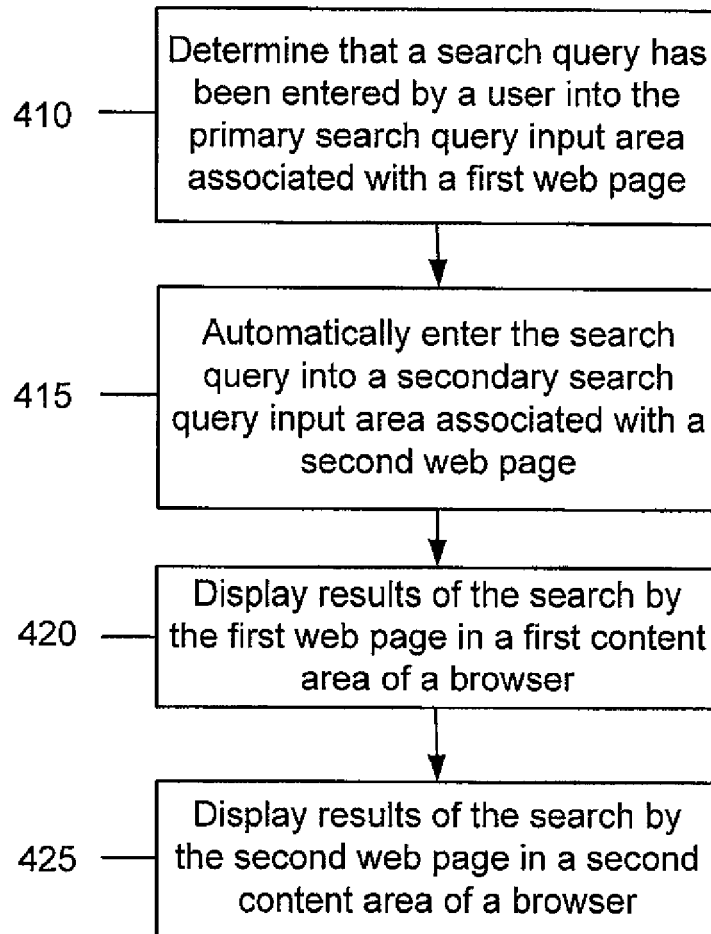 410
Determine that a search query has
been entered by a user into the
primary search query input area
associated with a first web page
415
Automatically enter the search
query into a secondary search
query input area associated with a
second web page
420
Display results of the search by
the first web page in a first content
area of a browser
425
Display results of the search by
the second web page in a second
content area of a browser